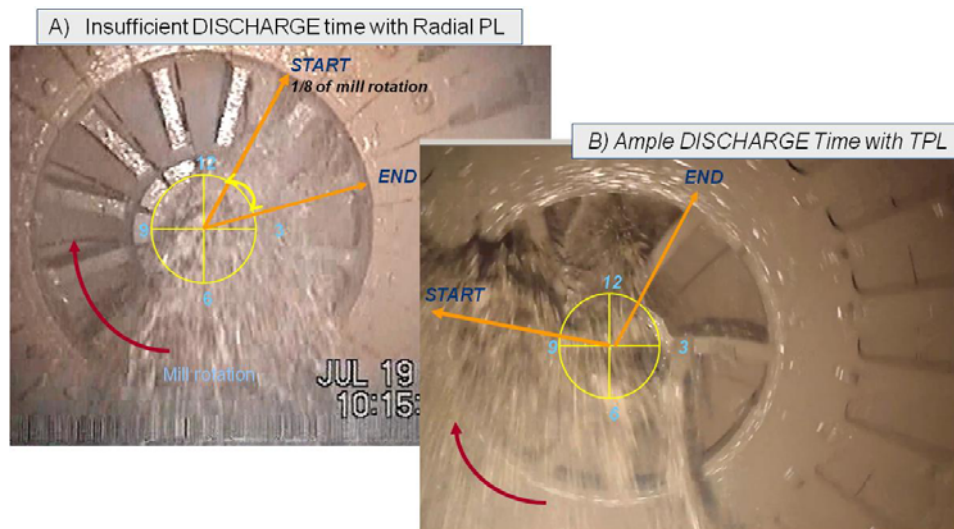 A) Insufficient DISCHARGE time with Radial PL
START
1/8 of mill rotation
12
END
9
3
6
Mill rotation
JUL 19
10:15:
B) Ample DISCHARGE Time with TPL
END
START
12
9
3
6